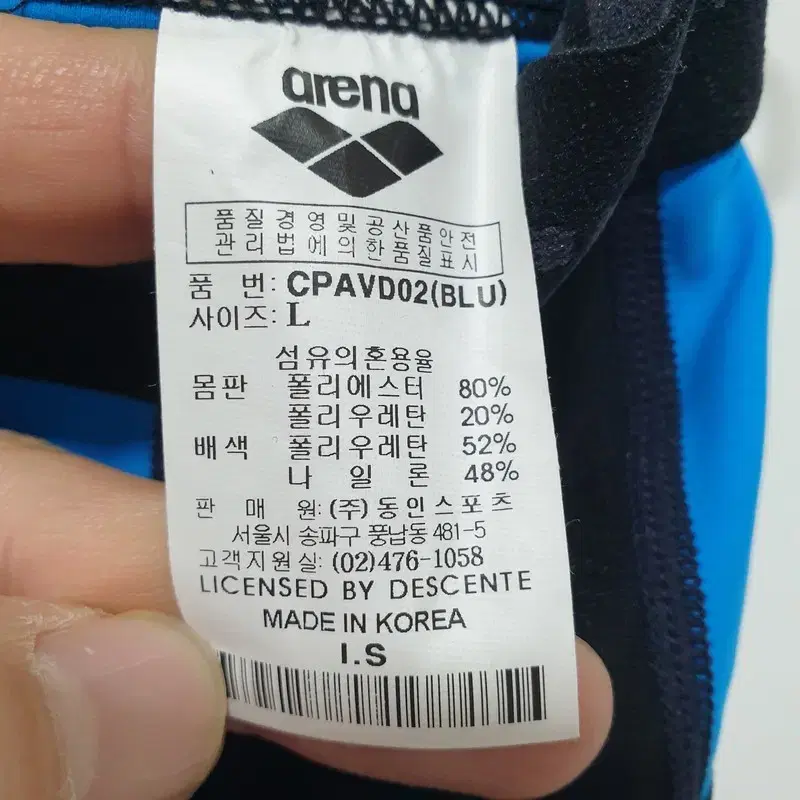 arena
품질경영및공산품안전
관리법에의한품질표시
품 번: CPAVD02(BLU)
사이즈: L
섬유의혼용율
몸판 폴리에스터 80%
폴리우레탄 20%
배색 폴리우레탄 52%
나 일 론 48%
판 매 원: (주) 동인스포츠
서울시 송파구 풍납동 481-5
고객지원실: (02)476-1058
LICENSED BY DESCENTE
MADE IN KOREA
I.S